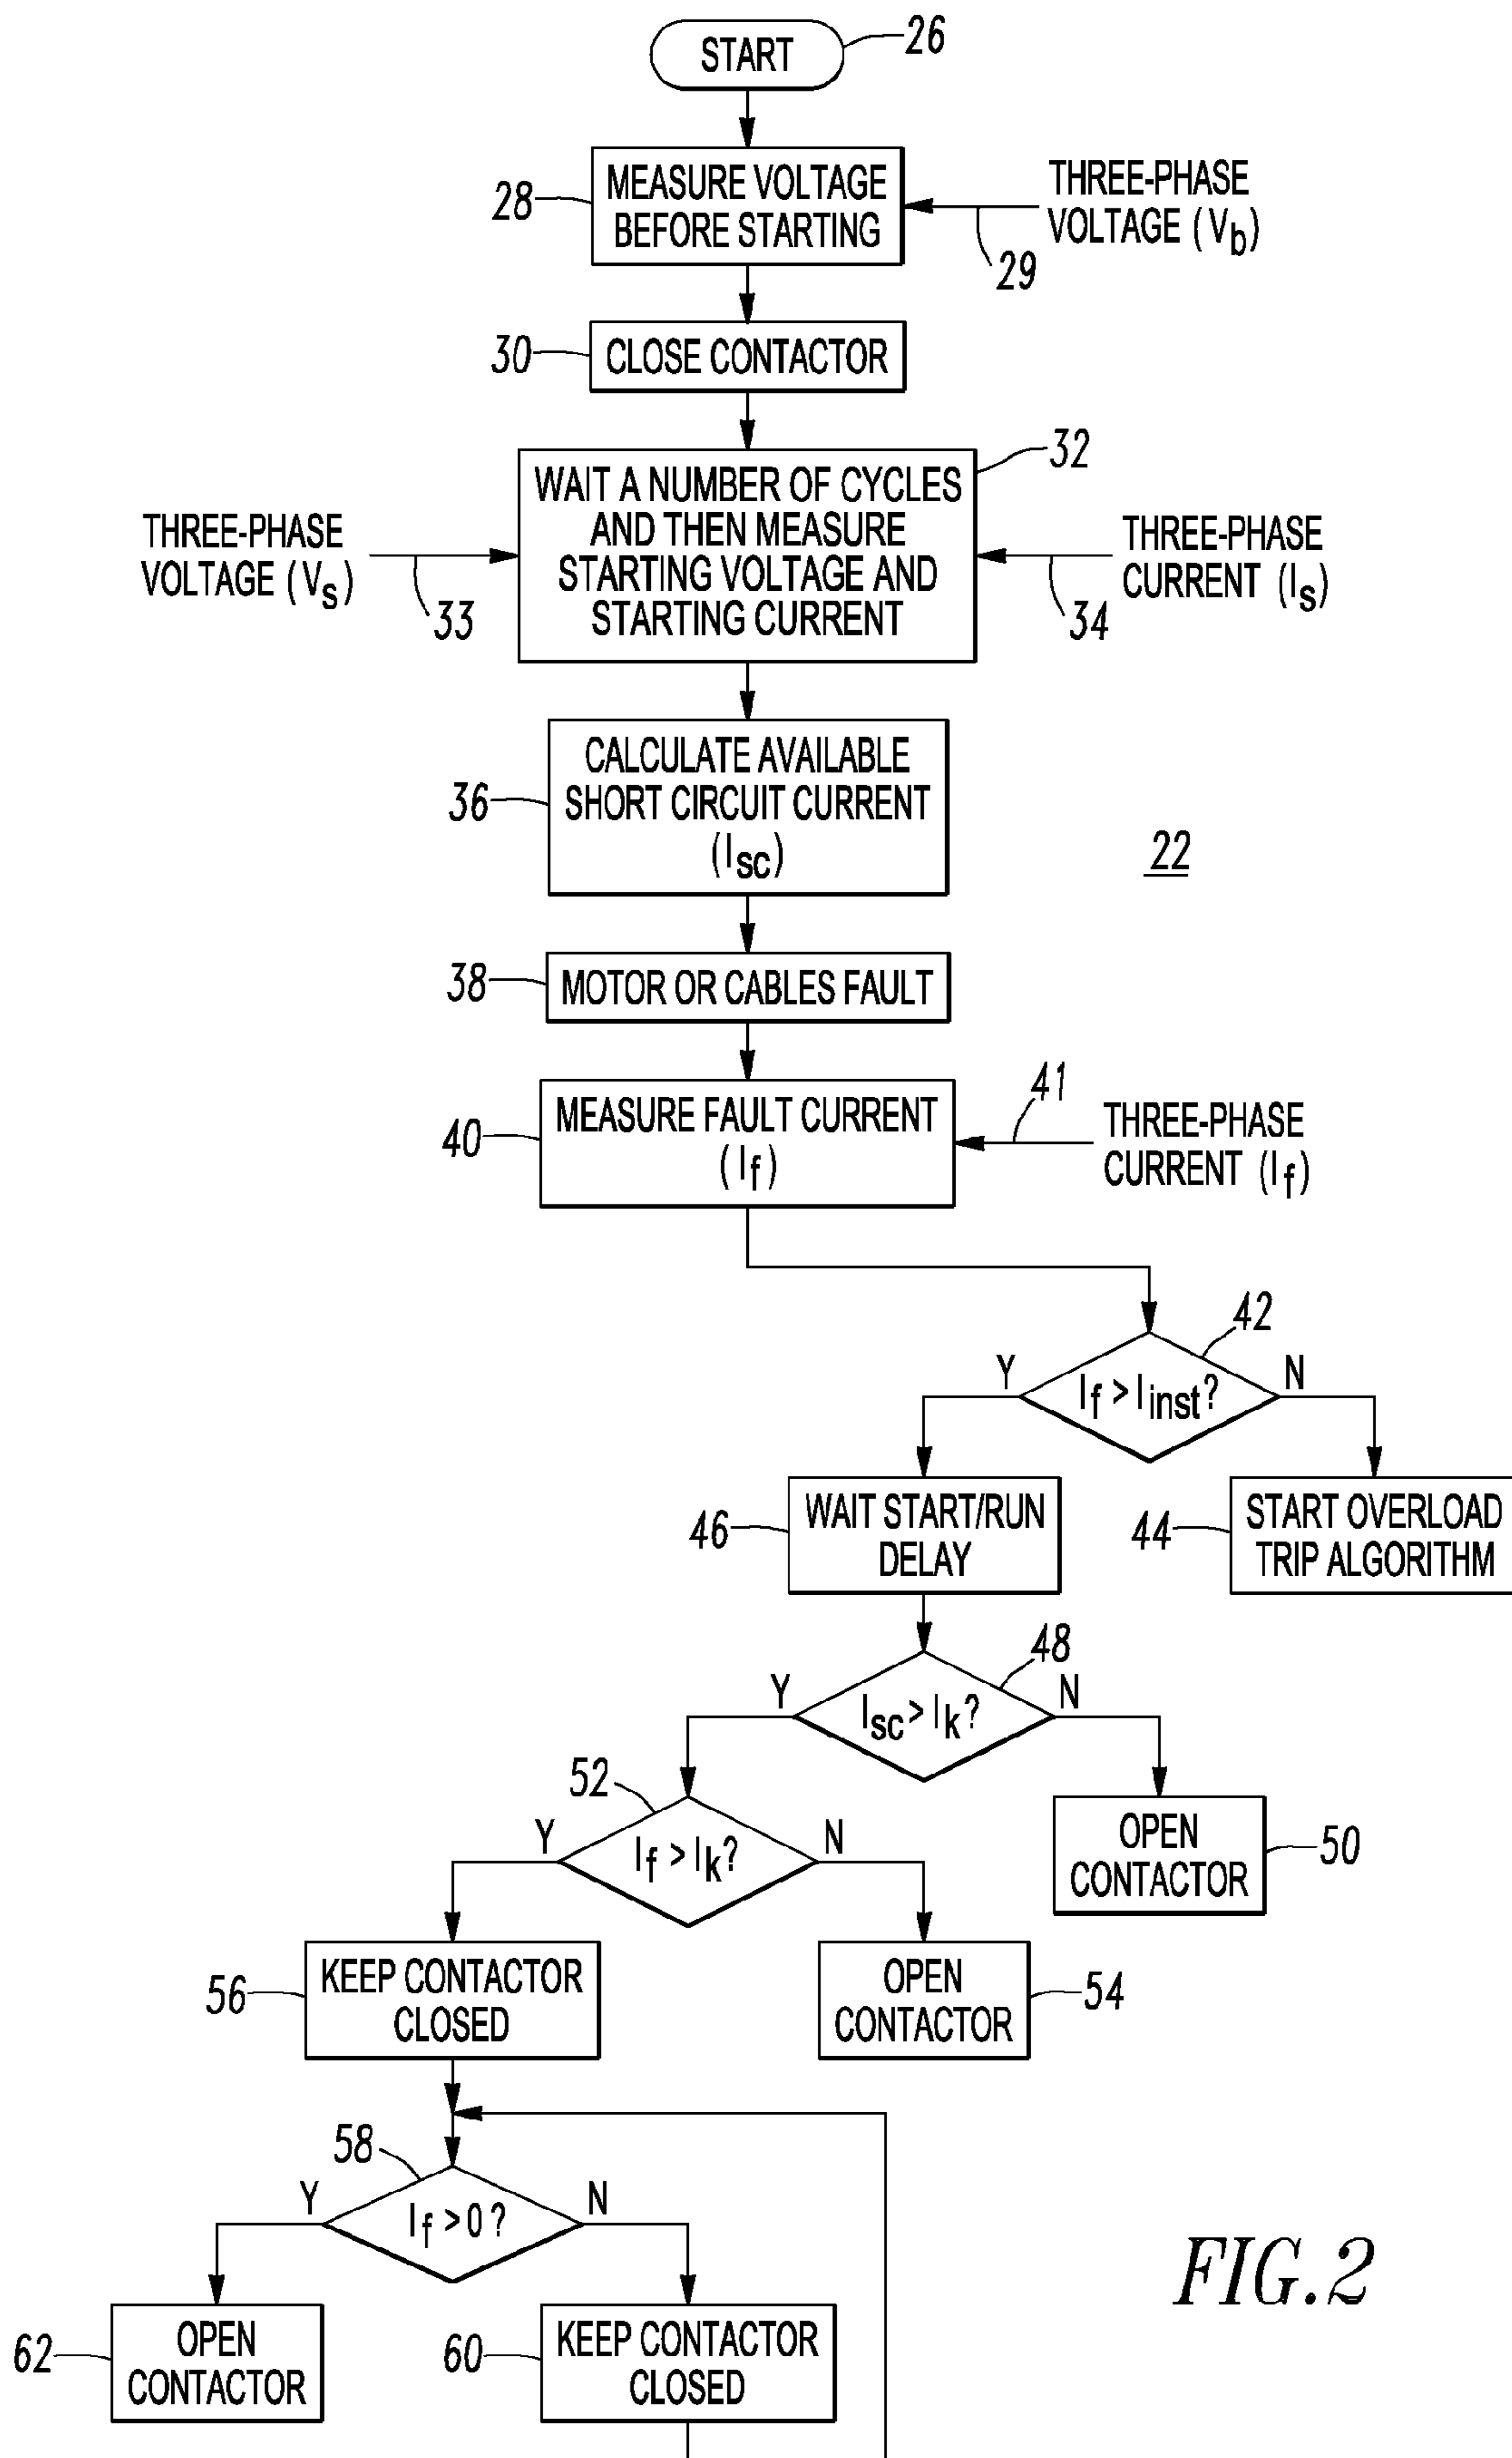 START
26
MEASURE VOLTAGE
BEFORE STARTING
28
THREE-PHASE
VOLTAGE (Vb)
29
30
CLOSE CONTACTOR
32
WAIT A NUMBER OF CYCLES
AND THEN MEASURE
STARTING VOLTAGE AND
STARTING CURRENT
THREE-PHASE
VOLTAGE (Vs)
33
THREE-PHASE
CURRENT (Is)
34
CALCULATE AVAILABLE
SHORT CIRCUIT CURRENT
(Isc)
36
22
38
MOTOR OR CABLES FAULT
40
MEASURE FAULT CURRENT
(If)
41
THREE-PHASE
CURRENT (If)
42
Y
If > Iinst?
N
46
WAIT START/RUN
DELAY
44
START OVERLOAD
TRIP ALGORITHM
48
Y
Isc > Ik?
N
52
Y
If > Ik?
N
OPEN
CONTACTOR
50
56
KEEP CONTACTOR
CLOSED
OPEN
CONTACTOR
54
58
Y
If > 0?
N
62
OPEN
CONTACTOR
60
KEEP CONTACTOR
CLOSED
FIG.2